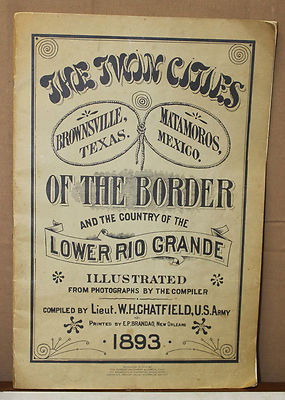 THE TWIN CITIES
BROWNSVILLE, TEXAS.
MATAMOROS, MEXICO.
OF THE BORDER
AND THE COUNTRY OF THE
LOWER RIO GRANDE
ILLUSTRATED
FROM PHOTOGRAPHS BY THE COMPILER
COMPILED BY Lieut. W.H. CHATFIELD, U.S. ARMY
PRINTED BY E.P. BRANDAO, NEW ORLEANS
1893